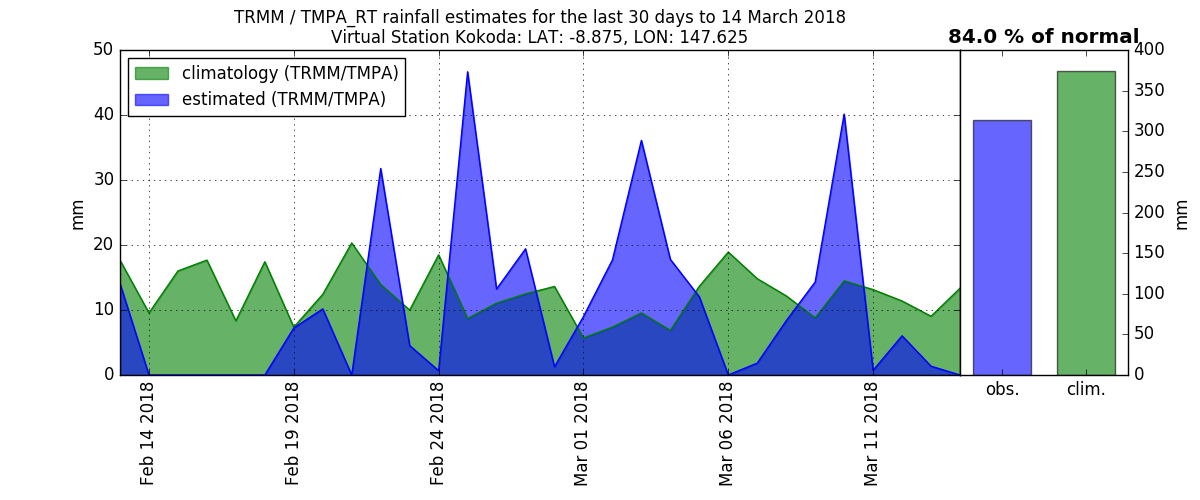 TRMM / TMPA_RT rainfall estimates for the last 30 days to 14 March 2018
Virtual Station Kokoda: LAT: -8.875, LON: 147.625
84.0 % of normal
climatology (TRMM/TMPA)
estimated (TRMM/TMPA)
50
40
30
20
10
0
mm
Feb 14 2018
Feb 19 2018
Feb 24 2018
Mar 01 2018
Mar 06 2018
Mar 11 2018
400
350
300
250
200
150
100
50
0
mm
obs.
clim.